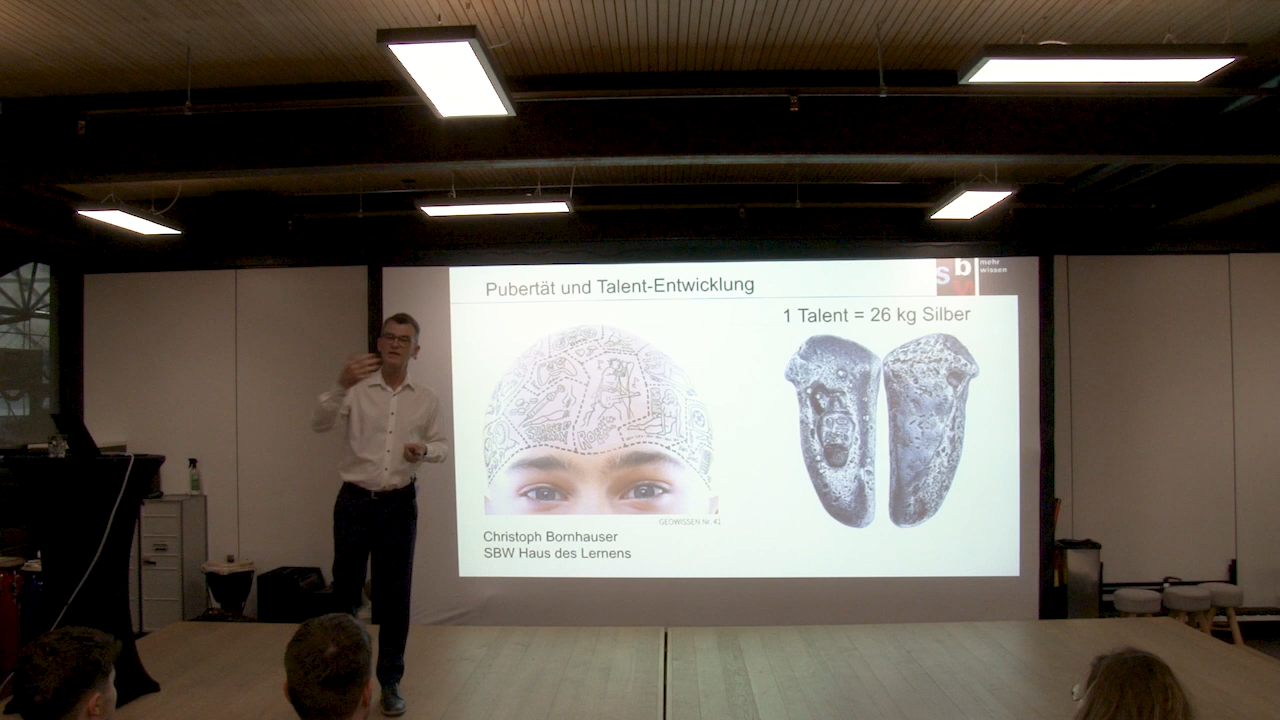 Pubertät und Talent-Entwicklung
sb
mehr
wissen
1 Talent = 26 kg Silber
GEOWISSEN Nr. 41
Christoph Bornhauser
SBW Haus des Lernens